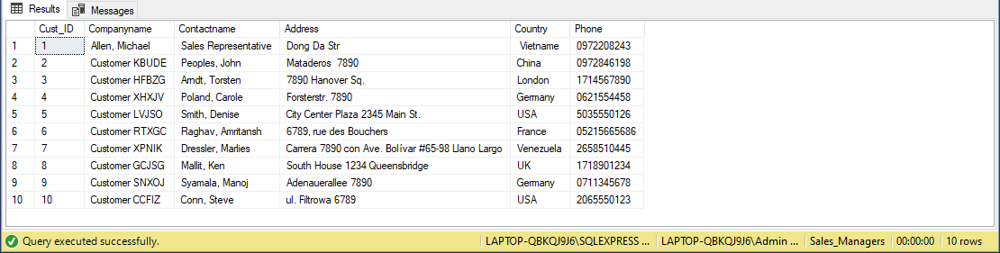 Results Messages
Cust_ID Companyname Contactname Address Country Phone
1 1 Allen, Michael Sales Representative Dong Da Str Vietname 0972208243
2 2 Customer KBUDE Peoples, John Mataderos 7890 China 0972846198
3 3 Customer HFBZG Arndt, Torsten 7890 Hanover Sq. London 1714567890
4 4 Customer XHXJV Poland, Carole Forsterstr. 7890 Germany 0621554458
5 5 Customer LVJSO Smith, Denise City Center Plaza 2345 Main St. USA 5035550126
6 6 Customer RTXGC Raghav, Amritansh 6789, rue des Bouchers France 05215665686
7 7 Customer XPNIK Dressler, Marlies Carrera 7890 con Ave. Bolívar #65-98 Llano Largo Venezuela 2658510445
8 8 Customer GCJSG Mallit, Ken South House 1234 Queensbridge UK 1718901234
9 9 Customer SNXOJ Syamala, Manoj Adenauerallee 7890 Germany 0711345678
10 10 Customer CCFIZ Conn, Steve ul. Filtrowa 6789 USA 2065550123
Query executed successfully. LAPTOP-QBKQJ9J6\SQLEXPRESS ... LAPTOP-QBKQJ9J6\Admin ... Sales_Managers 00:00:00 10 rows